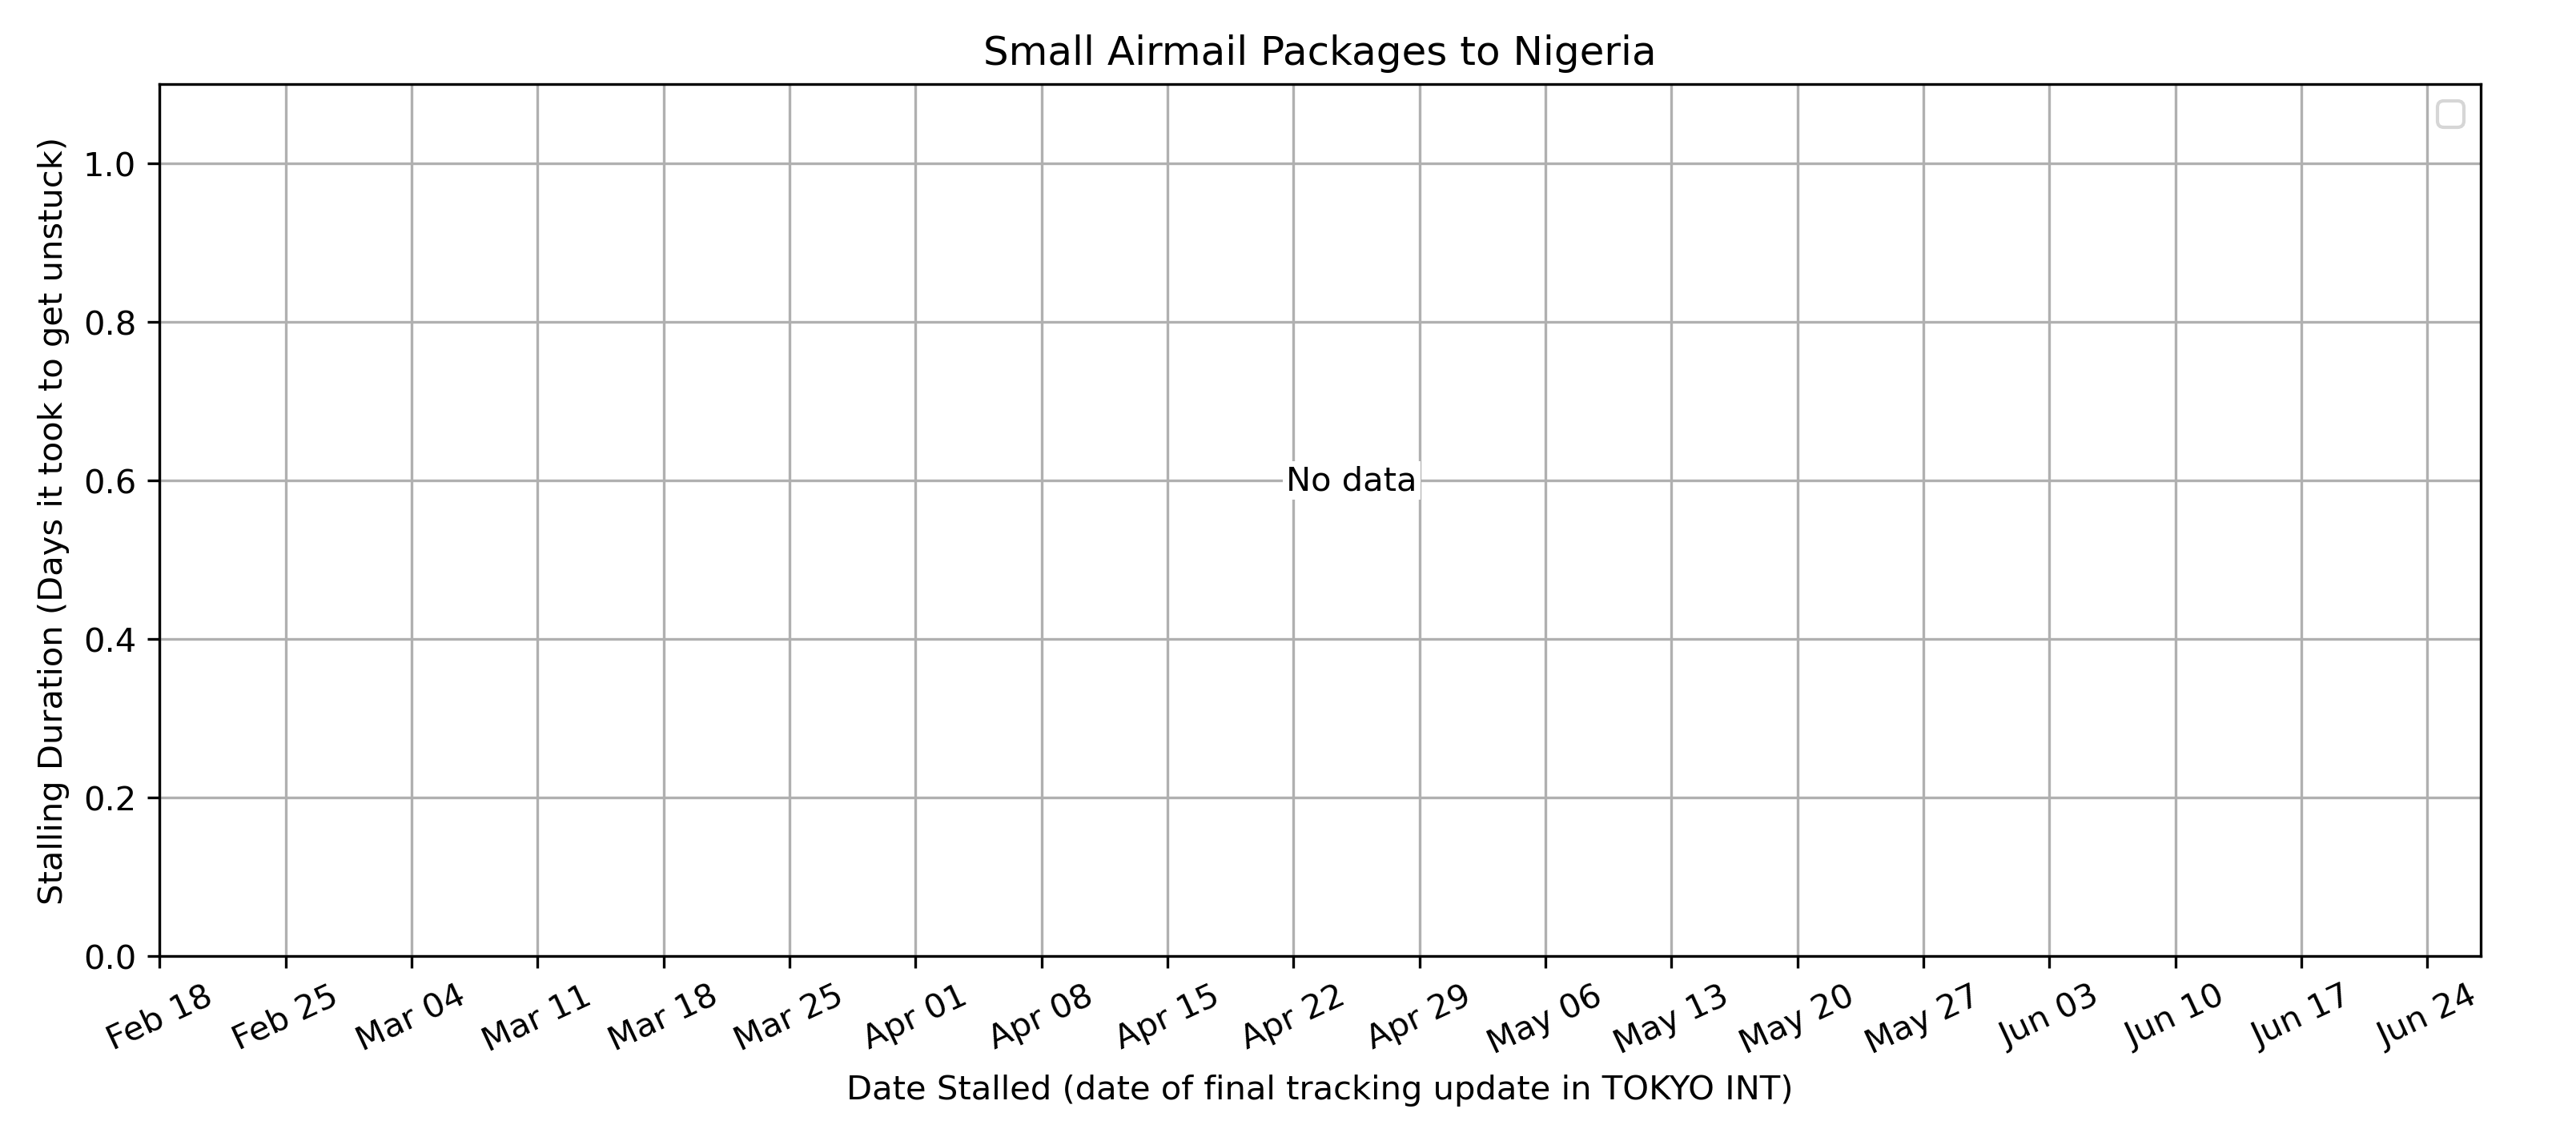 Small Airmail Packages to Nigeria
Stalling Duration (Days it took to get unstuck)
1.0
0.8
0.6
0.4
0.2
0.0
No data
Feb 18
Feb 25
Mar 04
Mar 11
Mar 18
Mar 25
Apr 01
Apr 08
Apr 15
Apr 22
Apr 29
May 06
May 13
May 20
May 27
Jun 03
Jun 10
Jun 17
Jun 24
Date Stalled (date of final tracking update in TOKYO INT)